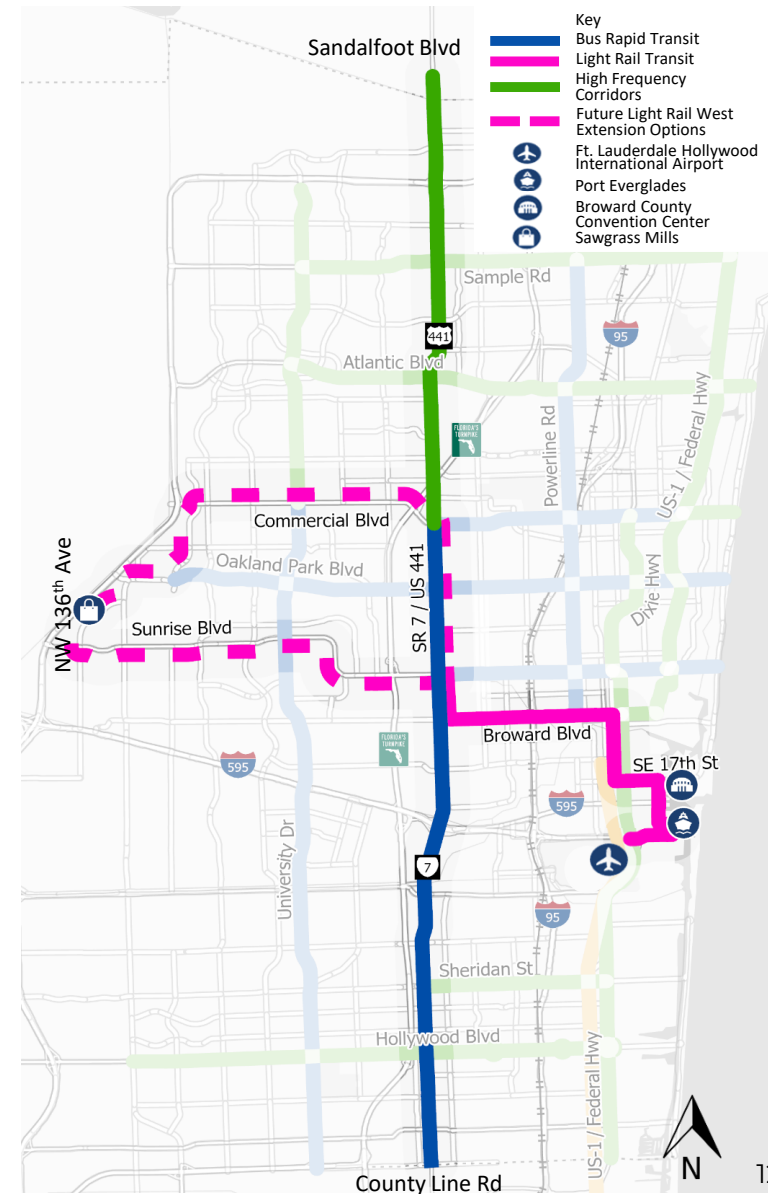 Sandalfoot Blvd
Key
Bus Rapid Transit
Light Rail Transit
High Frequency
Corridors
Future Light Rail West
Extension Options
Ft. Lauderdale Hollywood
International Airport
Port Everglades
Broward County
Convention Center
Sawgrass Mills
Sample Rd
441
95
Atlantic Blvd
FLORIDA'S
TURNPIKE
Powerline Rd
US-1 / Federal Hwy
Commercial Blvd
Oakland Park Blvd
SR 7 / US 441
Dixie Hwy
NW 136th Ave
Sunrise Blvd
Broward Blvd
FLORIDA'S
TURNPIKE
595
SE 17th St
595
University Dr
7
95
Sheridan St
Hollywood Blvd
US-1 / Federal Hwy
N
County Line Rd